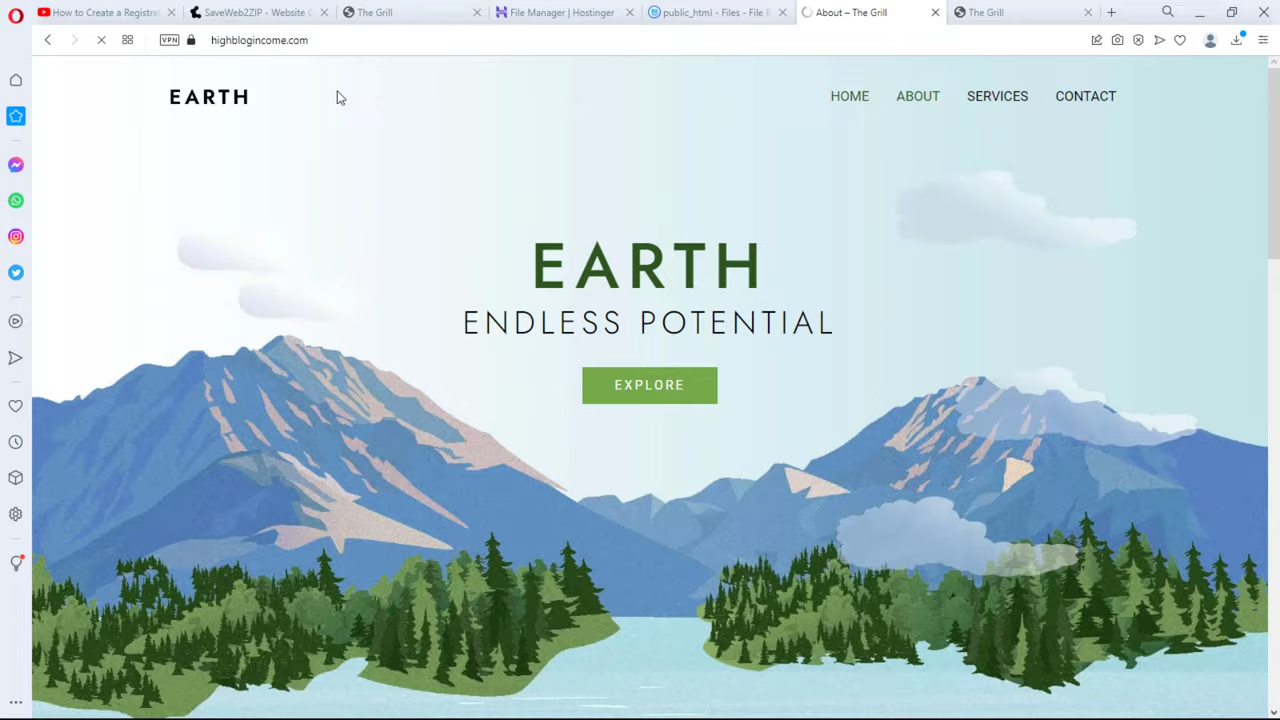 How to Create a Registra
SaveWeb2ZIP - Website C
The Grill
File Manager | Hostinger
public_html - Files - File B
About – The Grill
The Grill
VPN
highblogincome.com
EARTH
HOME
ABOUT
SERVICES
CONTACT
EARTH
ENDLESS POTENTIAL
EXPLORE